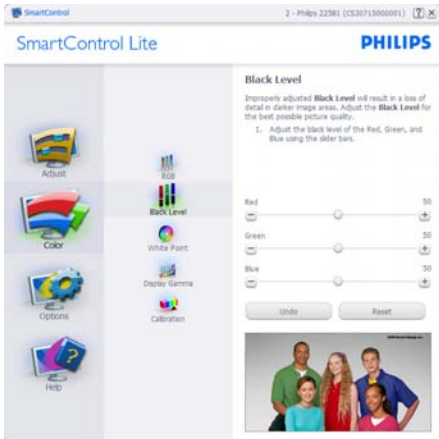 SmartControl
2 - Philips 225B1 (CS30715000001)
SmartControl Lite
PHILIPS
Adjust
Color
Options
Help
RGB
Black Level
White Point
Display Gamma
Calibration
Black Level
Improperly adjusted Black Level will result in a loss of
detail in darker image areas. Adjust the Black Level for
the best possible picture quality.
1. Adjust the black level of the Red, Green, and
Blue using the slider bars.
Red 50
Green 50
Blue 50
Undo Reset